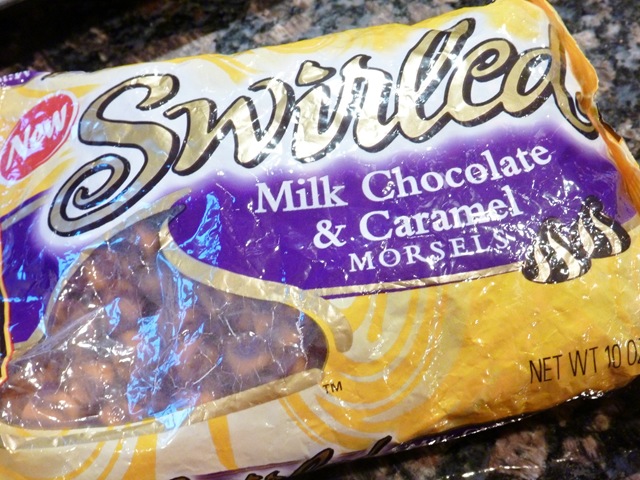 New
Swirled
Milk Chocolate
& Caramel
MORSELS
NET WT 10 OZ
TM